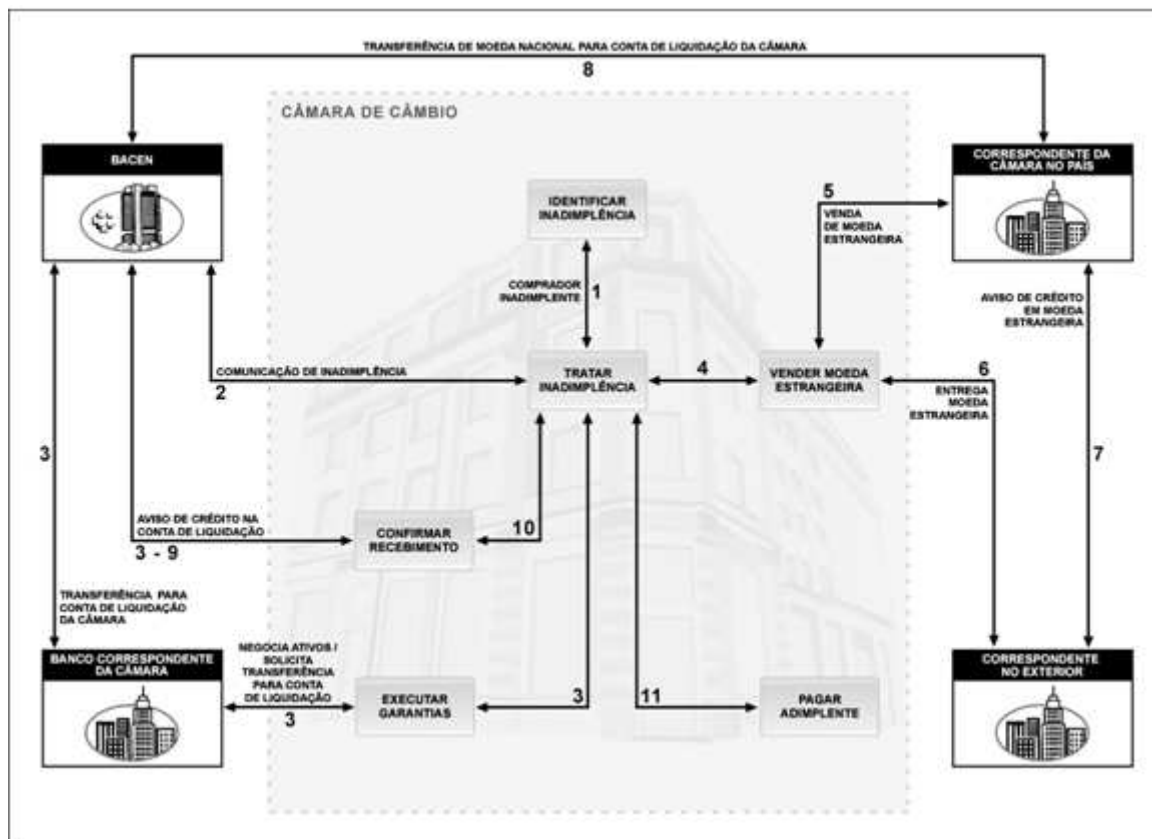 TRANSFERÊNCIA DE MOEDA NACIONAL PARA CONTA DE LIQUIDAÇÃO DA CÂMARA
8
CÂMARA DE CÂMBIO
BACEN
CORRESPONDENTE DA
CÂMARA NO PAÍS
IDENTIFICAR
INADIMPLÊNCIA
5
VENDA
DE MOEDA
ESTRANGEIRA
COMPRADOR
INADIMPLENTE
1
AVISO DE CRÉDITO
EM MOEDA
ESTRANGEIRA
COMUNICAÇÃO DE INADIMPLÊNCIA
2
TRATAR
INADIMPLÊNCIA
4
VENDER MOEDA
ESTRANGEIRA
6
ENTREGA
MOEDA
ESTRANGEIRA
3
7
AVISO DE CRÉDITO NA
CONTA DE LIQUIDAÇÃO
3 - 9
CONFIRMAR
RECEBIMENTO
10
TRANSFERÊNCIA PARA
CONTA DE LIQUIDAÇÃO
DA CÂMARA
BANCO CORRESPONDENTE
DA CÂMARA
NEGOCIA ATIVOS /
SOLICITA
TRANSFERÊNCIA
PARA CONTA
DE LIQUIDAÇÃO
3
EXECUTAR
GARANTIAS
3
11
PAGAR
ADIMPLENTE
CORRESPONDENTE
NO EXTERIOR